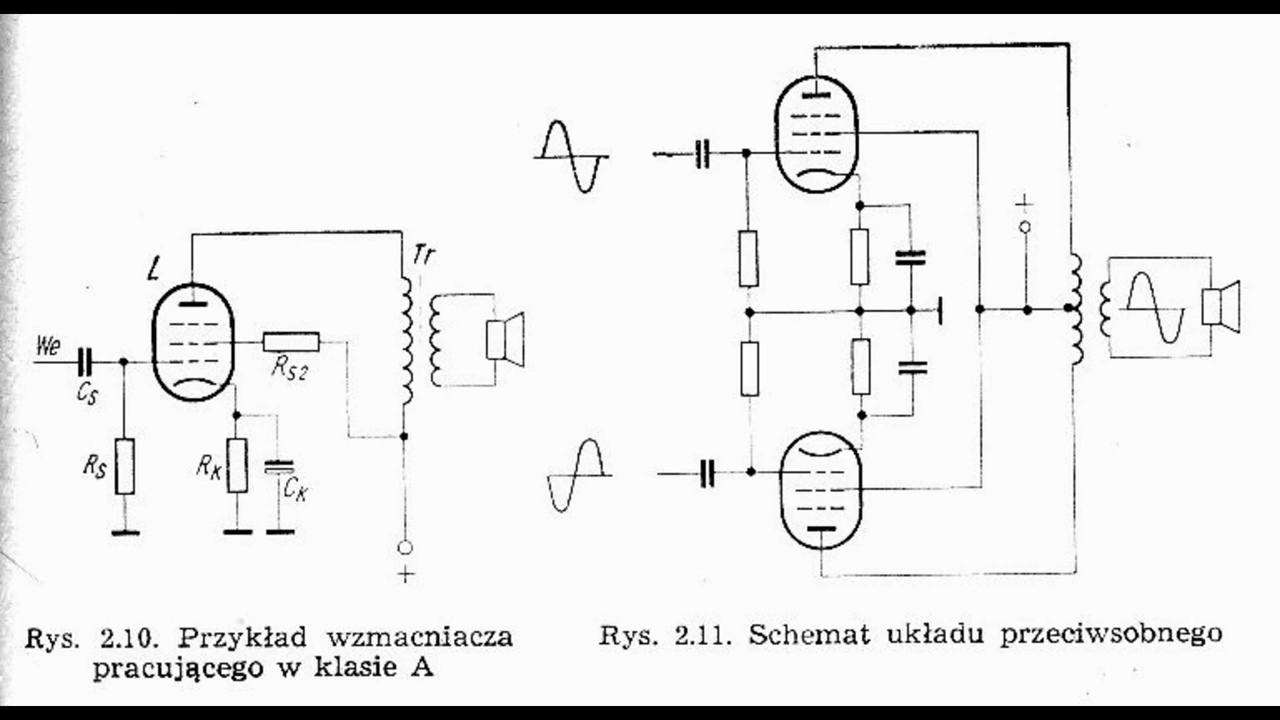 L
Tr
We
C_S
R_S2
R_S
R_K
C_K
+
+
Rys. 2.10. Przykład wzmacniacza
pracującego w klasie A
Rys. 2.11. Schemat układu przeciwsobnego